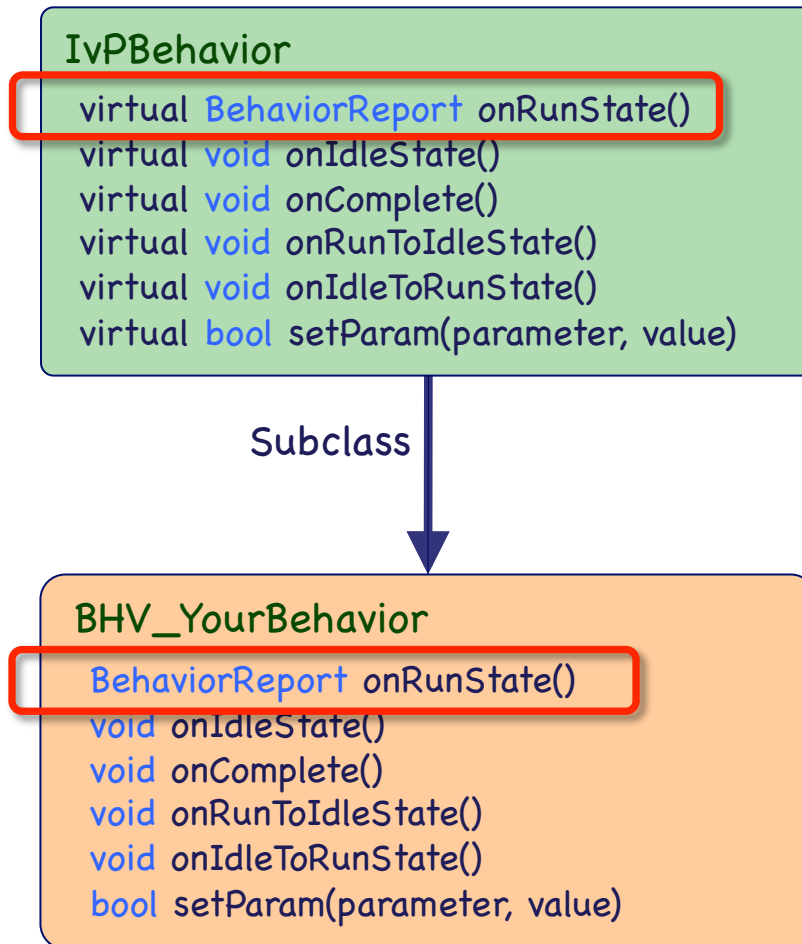 IvPBehavior
virtual BehaviorReport onRunState()
virtual void onIdleState()
virtual void onComplete()
virtual void onRunToIdleState()
virtual void onIdleToRunState()
virtual bool setParam(parameter, value)
Subclass
BHV_YourBehavior
BehaviorReport onRunState()
void onIdleState()
void onComplete()
void onRunToIdleState()
void onIdleToRunState()
bool setParam(parameter, value)